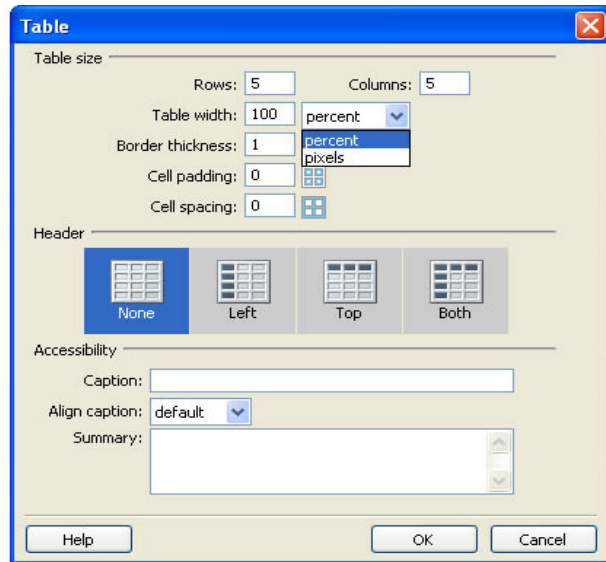 Table
Table size
Rows: 5 Columns: 5
Table width: 100 percent
percent
Border thickness: 1
pixels
Cell padding: 0
Cell spacing: 0
Header
None Left Top Both
Accessibility
Caption:
Align caption: default
Summary:
Help OK Cancel